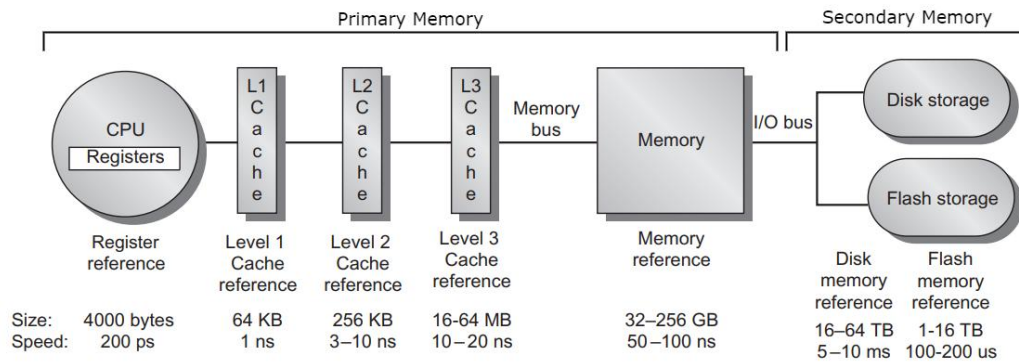 Primary Memory
Secondary Memory
CPU
Registers
L1
C
a
c
h
e
L2
C
a
c
h
e
L3
C
a
c
h
e
Memory
bus
Memory
I/O bus
Disk storage
Flash storage
Register
reference
Level 1
Cache
reference
Level 2
Cache
reference
Level 3
Cache
reference
Memory
reference
Disk
memory
reference
Flash
memory
reference
Size: 4000 bytes 64 KB 256 KB 16-64 MB 32–256 GB 16–64 TB 1-16 TB
Speed: 200 ps 1 ns 3–10 ns 10–20 ns 50–100 ns 5–10 ms 100-200 us